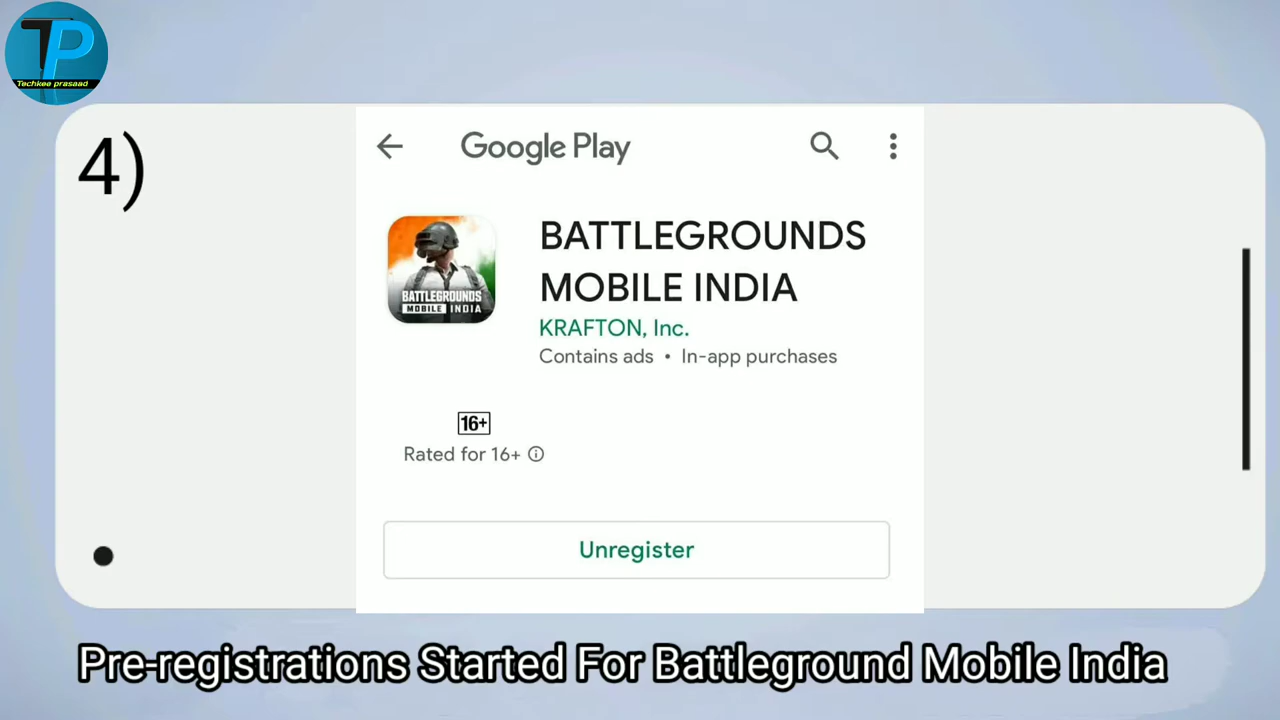 TP
Techkee prasaad
4)
Google Play
BATTLEGROUNDS
MOBILE INDIA
KRAFTON, Inc.
Contains ads • In-app purchases
BATTLEGROUNDS
MOBILE INDIA
16+
Rated for 16+
Unregister
Pre-registrations Started For Battleground Mobile India